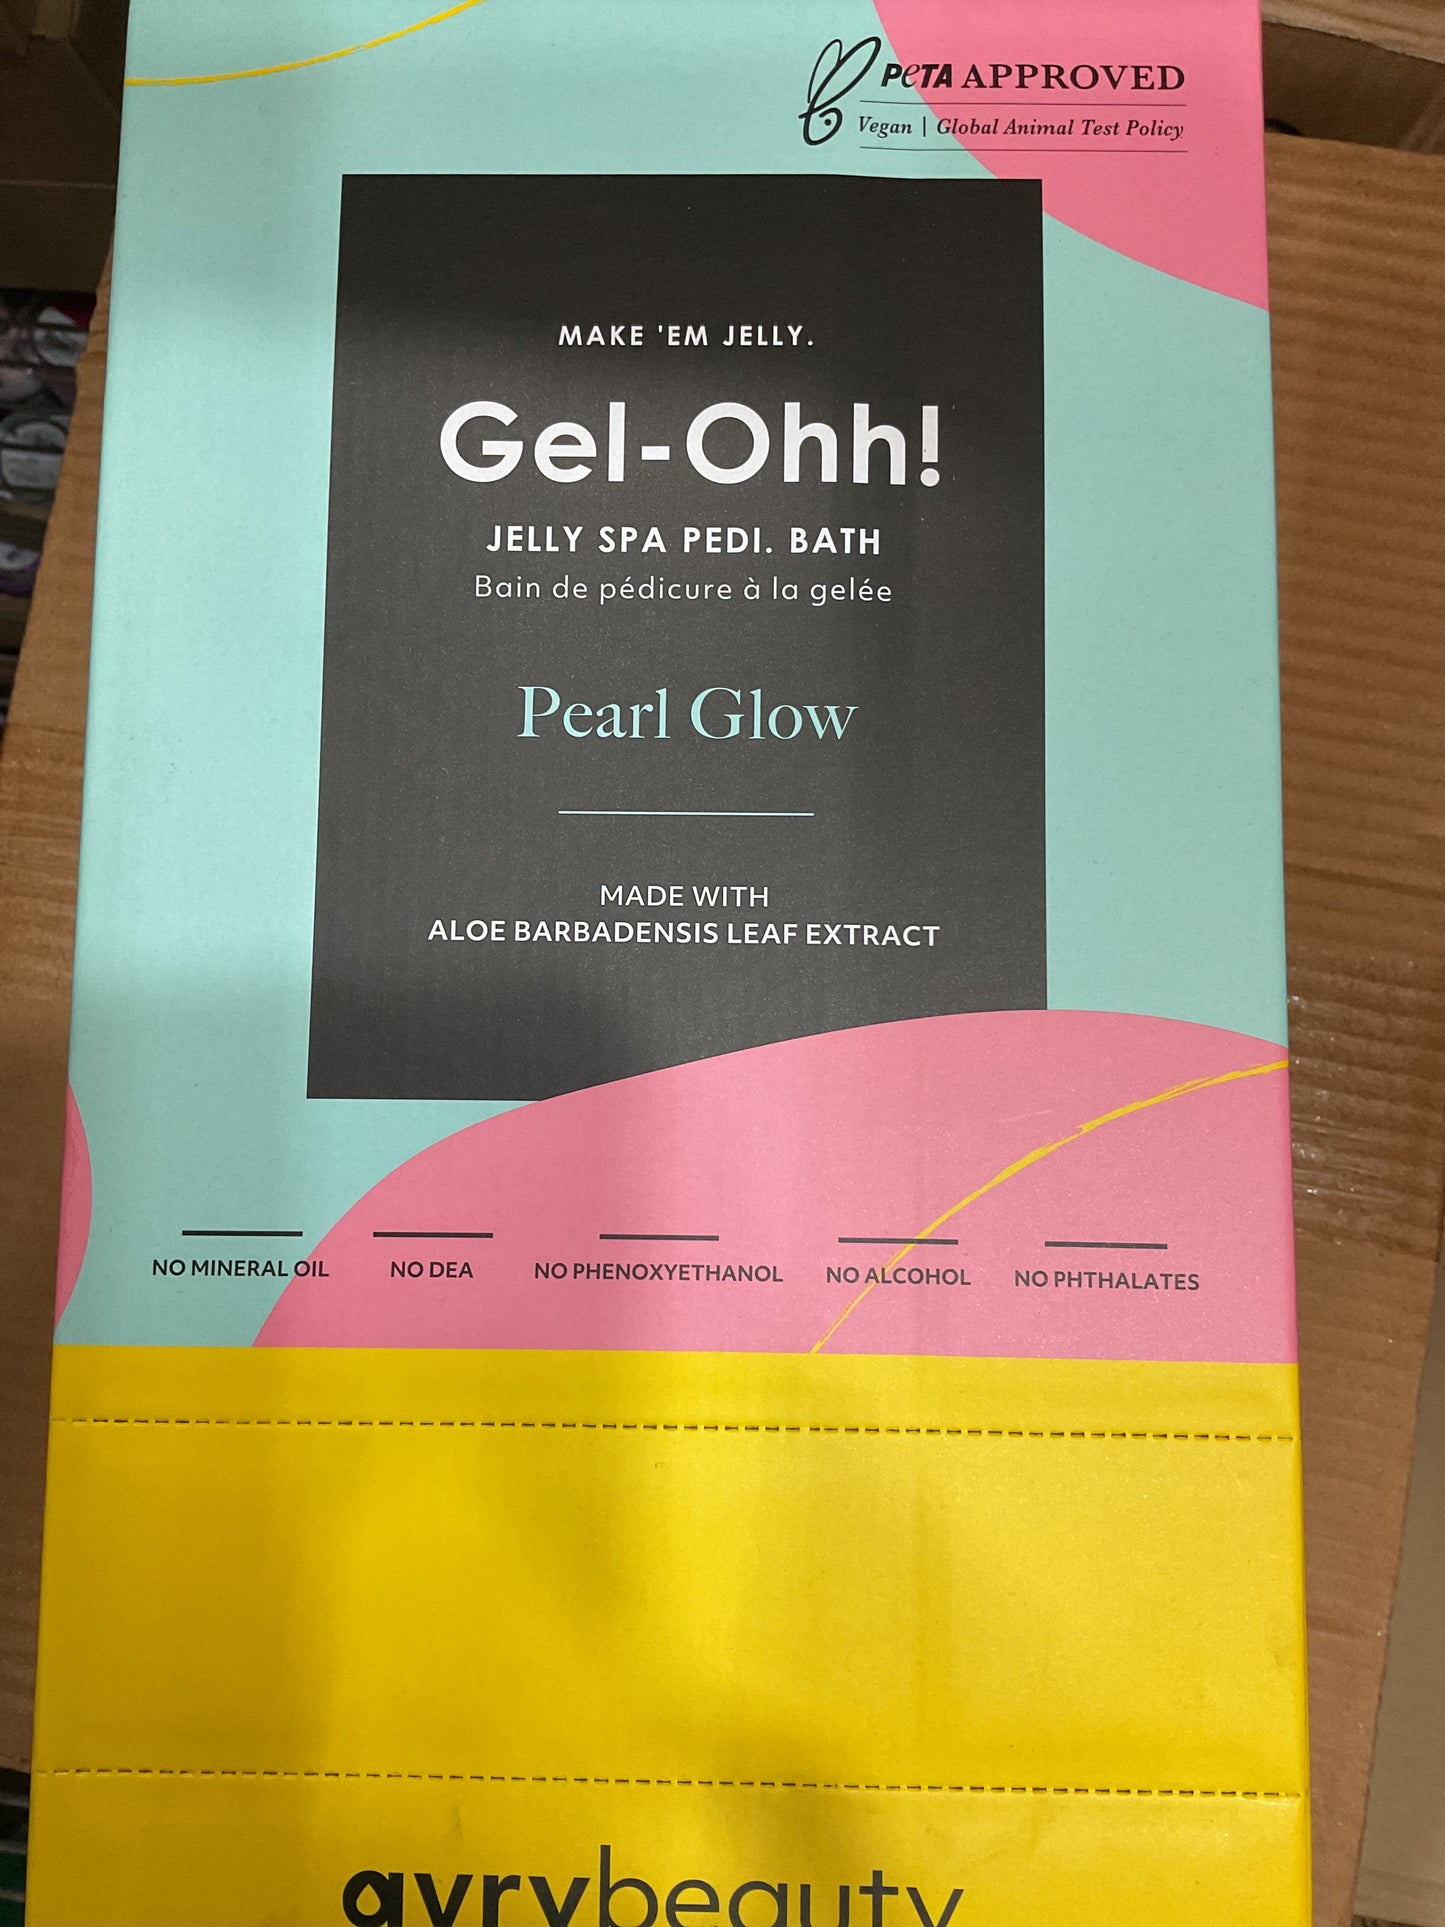 PeTA APPROVED
Vegan | Global Animal Test Policy
MAKE 'EM JELLY.
Gel-Ohh!
JELLY SPA PEDI. BATH
Bain de pédicure à la gelée
Pearl Glow
MADE WITH
ALOE BARBADENSIS LEAF EXTRACT
NO MINERAL OIL NO DEA NO PHENOXYETHANOL NO ALCOHOL NO PHTHALATES
avrybeauty